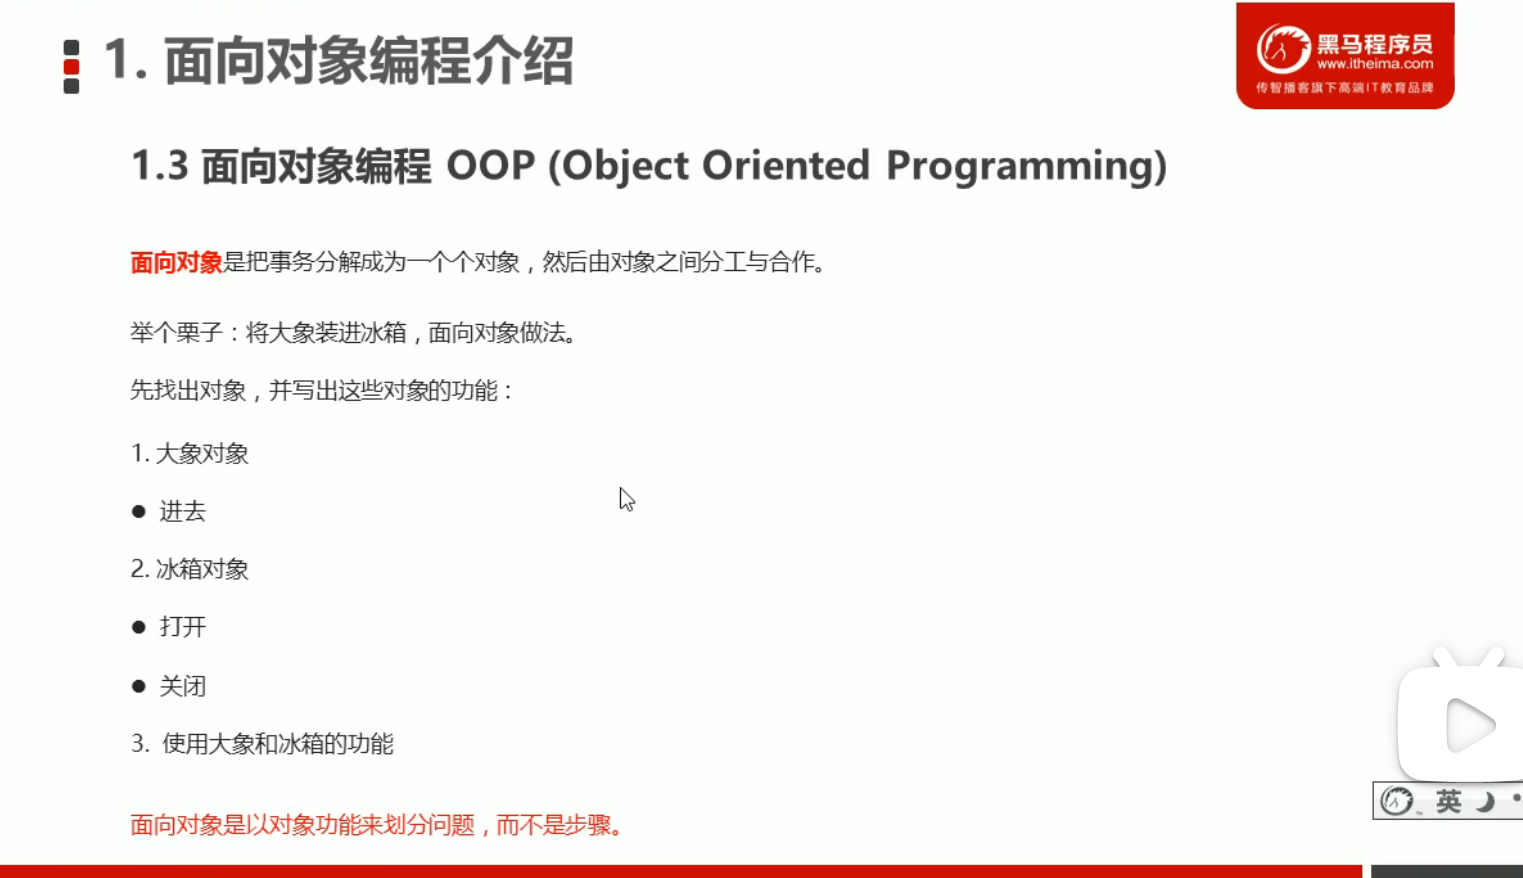 1. 面向对象编程介绍
黑马程序员
www.itheima.com
传智播客旗下高端IT教育品牌
1.3 面向对象编程 OOP (Object Oriented Programming)
面向对象是把事务分解成为一个个对象，然后由对象之间分工与合作。
举个栗子：将大象装进冰箱，面向对象做法。
先找出对象，并写出这些对象的功能：
1. 大象对象
● 进去
2. 冰箱对象
● 打开
● 关闭
3. 使用大象和冰箱的功能
面向对象是以对象功能来划分问题，而不是步骤。
英